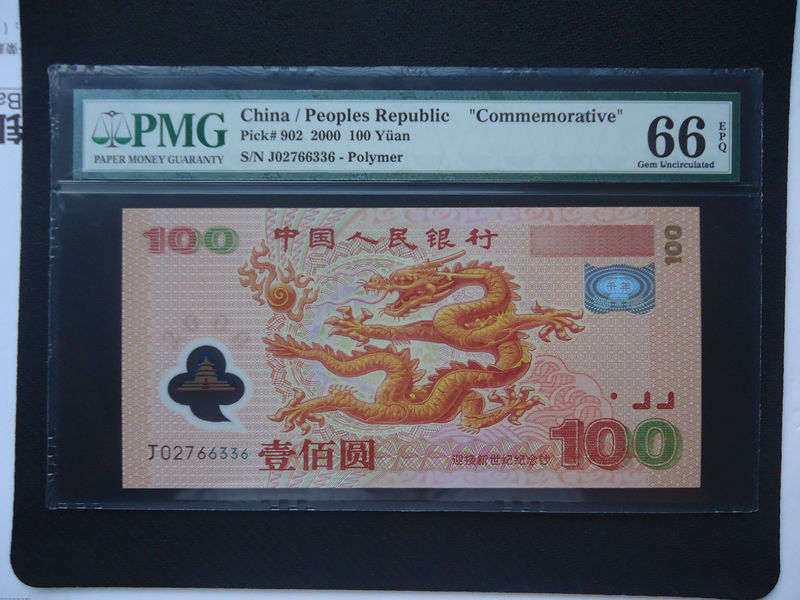 PMG
PAPER MONEY GUARANTY
China / Peoples Republic "Commemorative"
Pick# 902 2000 100 Yüan
S/N J02766336 - Polymer
66 EPQ
Gem Uncirculated
100
中国人民银行
100
千年
2000
J02766336
壹佰圆
迎接新世纪纪念钞
100